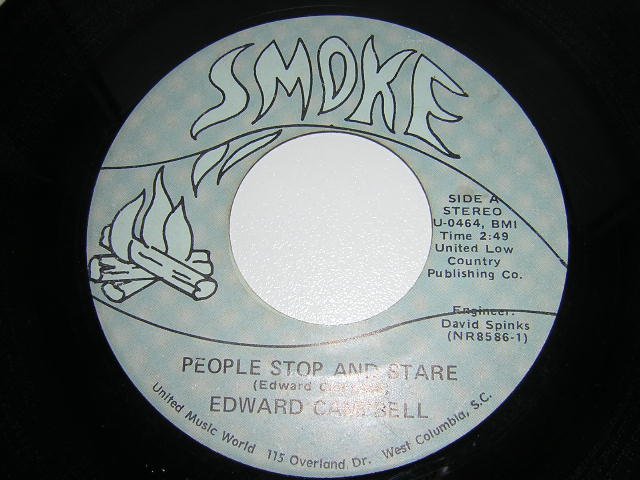 SMOKE
SIDE A
STEREO
U-0464, BMI
Time 2:49
United Low
Country
Publishing Co.
Engineer:
David Spinks
(NR8586-1)
PEOPLE STOP AND STARE
(Edward
EDWARD CAMPBELL
United Music World 115 Overland Dr. West Columbia, S.C.